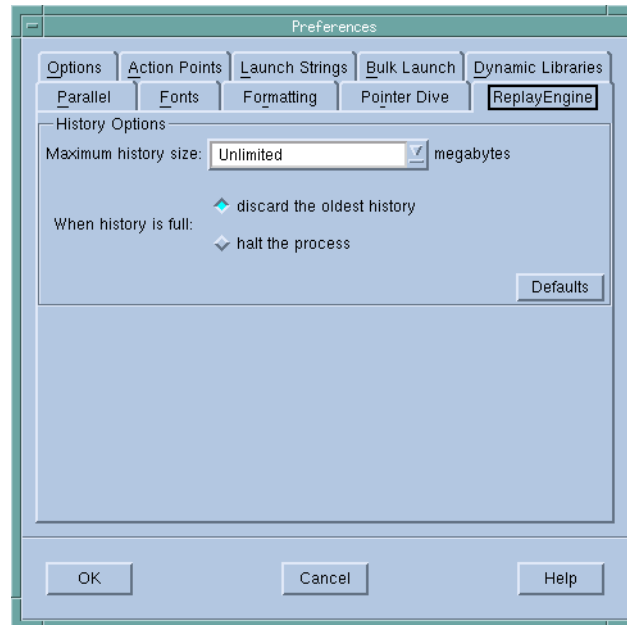 Preferences
Options Action Points Launch Strings Bulk Launch Dynamic Libraries
Parallel Fonts Formatting Pointer Dive ReplayEngine
History Options
Maximum history size: Unlimited megabytes
discard the oldest history
When history is full:
halt the process
Defaults
OK Cancel Help